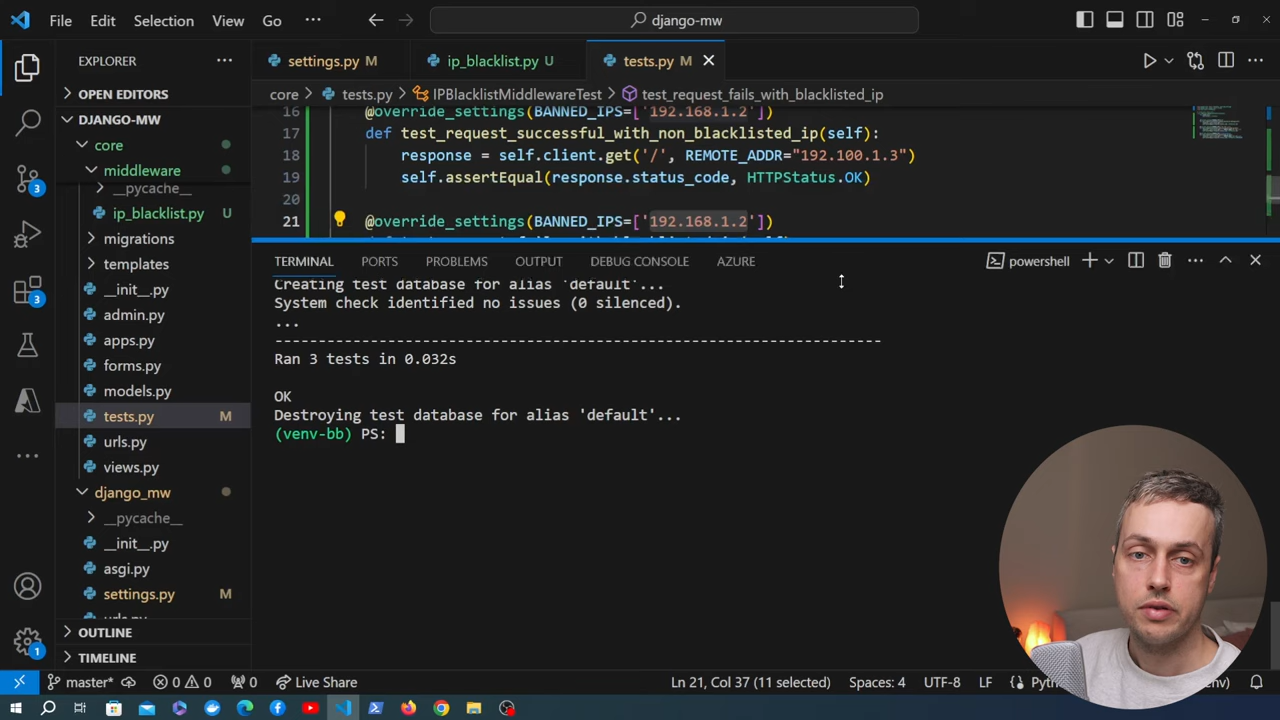 File Edit Selection View Go ··· django-mw
EXPLORER ···
OPEN EDITORS
DJANGO-MW
core
middleware
__pycache__
ip_blacklist.py U
migrations
templates
__init__.py
admin.py
apps.py
forms.py
models.py
tests.py M
urls.py
views.py
django_mw
__pycache__
__init__.py
asgi.py
settings.py M
urls.py
OUTLINE
TIMELINE
3
3
1
settings.py M ip_blacklist.py U tests.py M
core > tests.py > IPBlacklistMiddlewareTest > test_request_fails_with_blacklisted_ip
16 @override_settings(BANNED_IPS=['192.168.1.2'])
17 def test_request_successful_with_non_blacklisted_ip(self):
18 response = self.client.get('/', REMOTE_ADDR="192.100.1.3")
19 self.assertEqual(response.status_code, HTTPStatus.OK)
20
21 @override_settings(BANNED_IPS=['192.168.1.2'])
TERMINAL PORTS PROBLEMS OUTPUT DEBUG CONSOLE AZURE powershell
Creating test database for alias 'default'...
System check identified no issues (0 silenced).
...
----------------------------------------------------------------------
Ran 3 tests in 0.032s
OK
Destroying test database for alias 'default'...
(venv-bb) PS:
master* 0 0 0 Live Share Ln 21, Col 37 (11 selected) Spaces: 4 UTF-8 LF